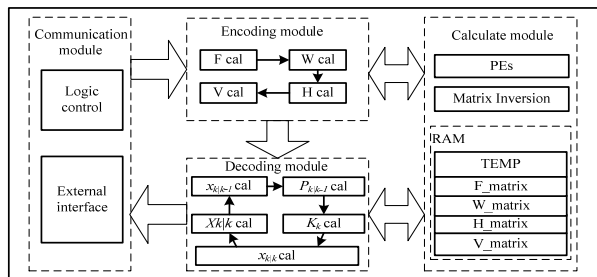 Communication module
Logic control
External interface
Encoding module
F cal
W cal
V cal
H cal
Decoding module
x_{k|k-1} cal
P_{k|k-1} cal
Xk|k cal
K_k cal
x_{k|k} cal
Calculate module
PEs
Matrix Inversion
RAM
TEMP
F_matrix
W_matrix
H_matrix
V_matrix